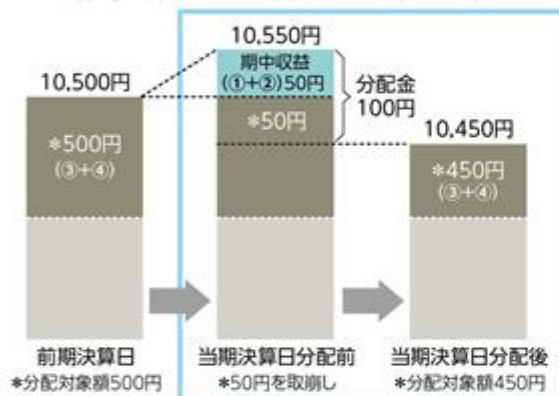 10,550円
期中収益
(①+②)50円
分配金
100円
10,500円
*500円
(③+④)
*50円
10,450円
*450円
(③+④)
前期決算日
*分配対象額500円
当期決算日分配前
*50円を取崩し
当期決算日分配後
*分配対象額450円